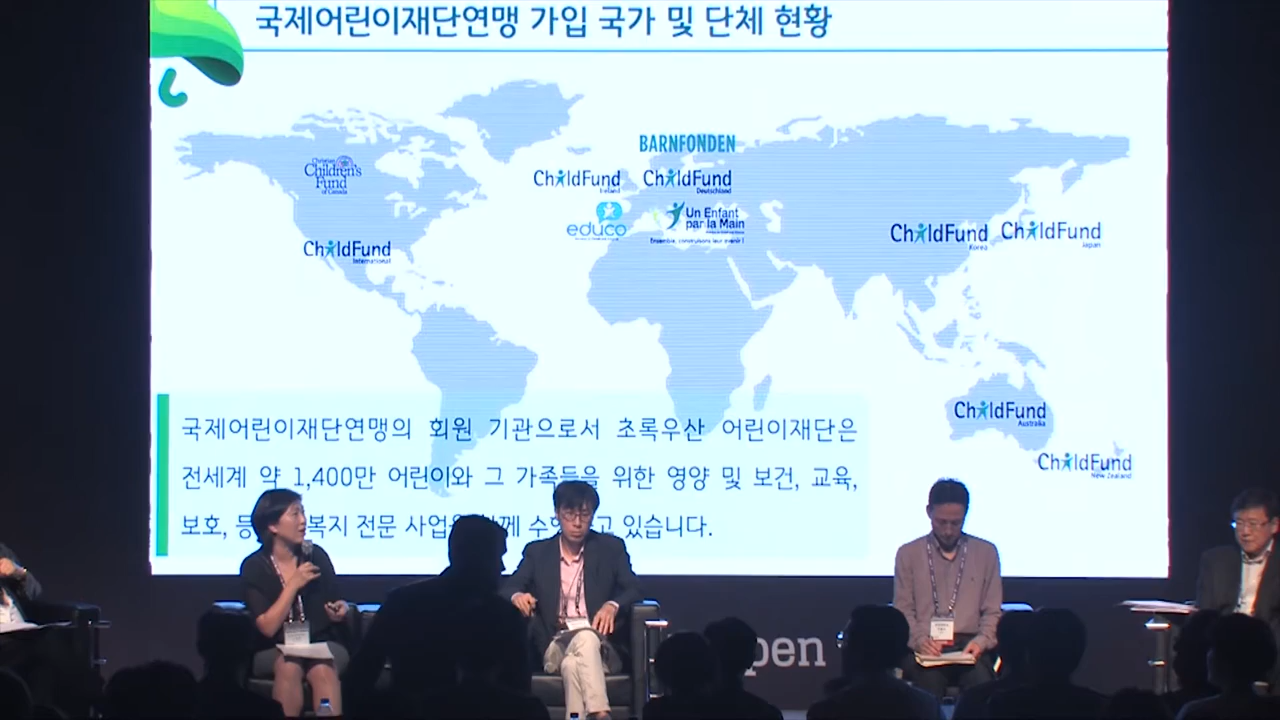 국제어린이재단연맹 가입 국가 및 단체 현황
BARNFONDEN
Christian
Children's
Fund
of Canada
ChildFund
Ireland
ChildFund
Deutschland
educo
Un Enfant
par la Main
Ensemble, construisons leur avenir !
ChildFund
International
ChildFund
Korea
ChildFund
Japan
ChildFund
Australia
ChildFund
New Zealand
국제어린이재단연맹의 회원 기관으로서 초록우산 어린이재단은
전세계 약 1,400만 어린이와 그 가족들을 위한 영양 및 보건, 교육,
보호, 복지 전문 사업 있습니다.
pen